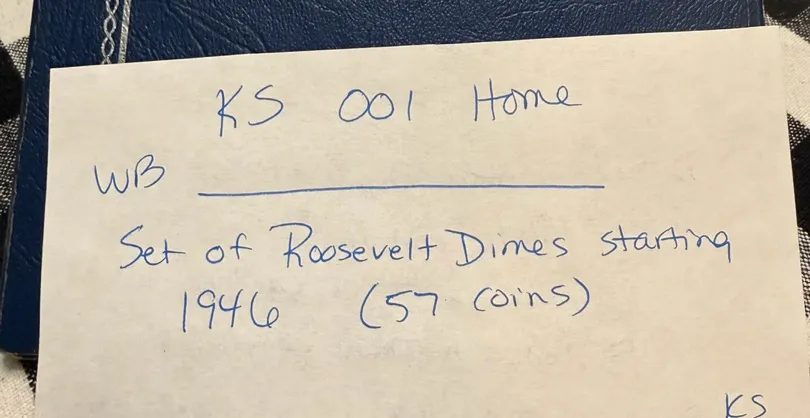 KS 001 Home
WB
Set of Roosevelt Dimes starting
1946 (57 coins)
KS